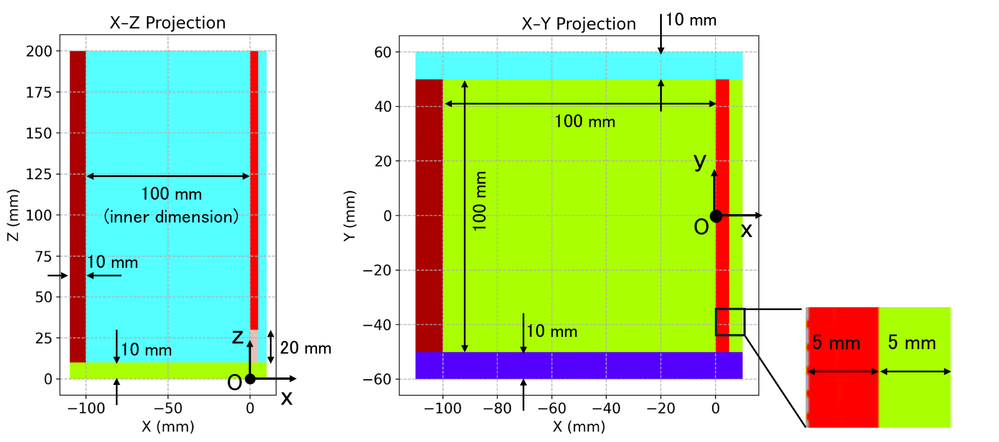 X–Z Projection
200
175
150
125
100
75
50
25
0
Z (mm)
100 mm
(inner dimension)
10 mm
10 mm
20 mm
z
O
x
−100
−50
0
X (mm)
X–Y Projection
10 mm
60
40
20
0
−20
−40
−60
Y (mm)
100 mm
100 mm
y
O
x
10 mm
−100
−80
−60
−40
−20
0
X (mm)
5 mm
5 mm